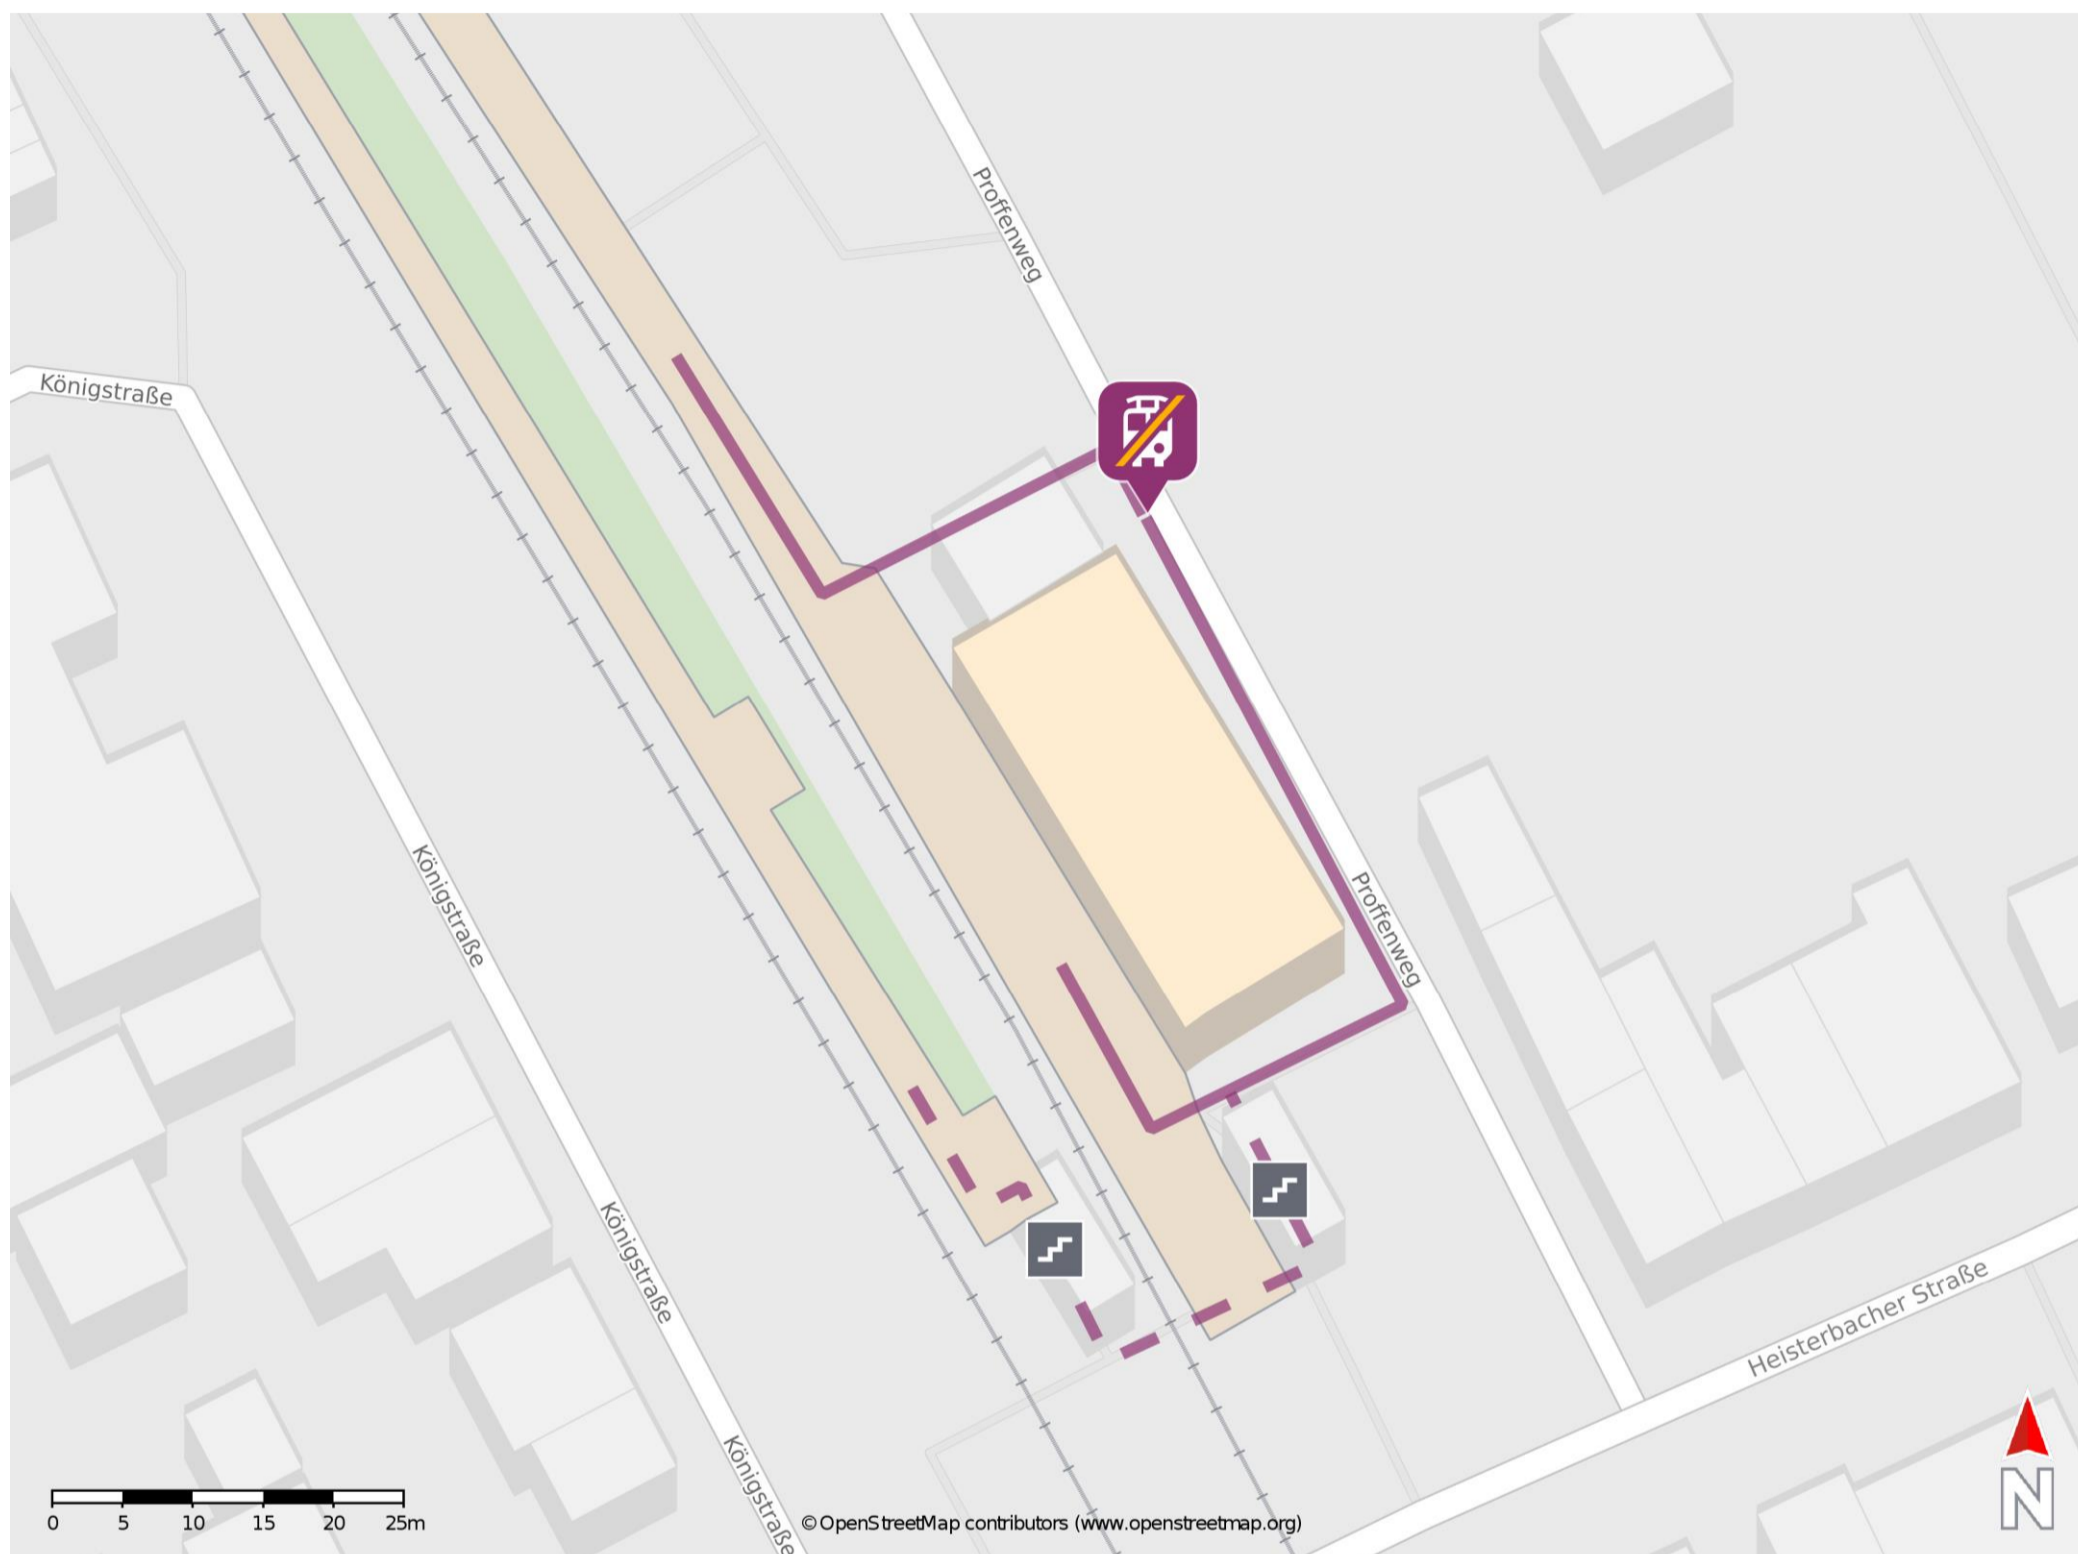 Proffenweg
Königstraße
Königstraße
Proffenweg
Königstraße
Heisterbacher Straße
Königstraße
0 5 10 15 20 25m
© OpenStreetMap contributors (www.openstreetmap.org)
N